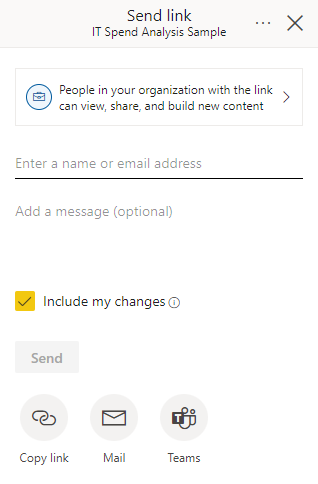 Send link
IT Spend Analysis Sample
People in your organization with the link
can view, share, and build new content
Enter a name or email address
Add a message (optional)
Include my changes
Send
Copy link Mail Teams